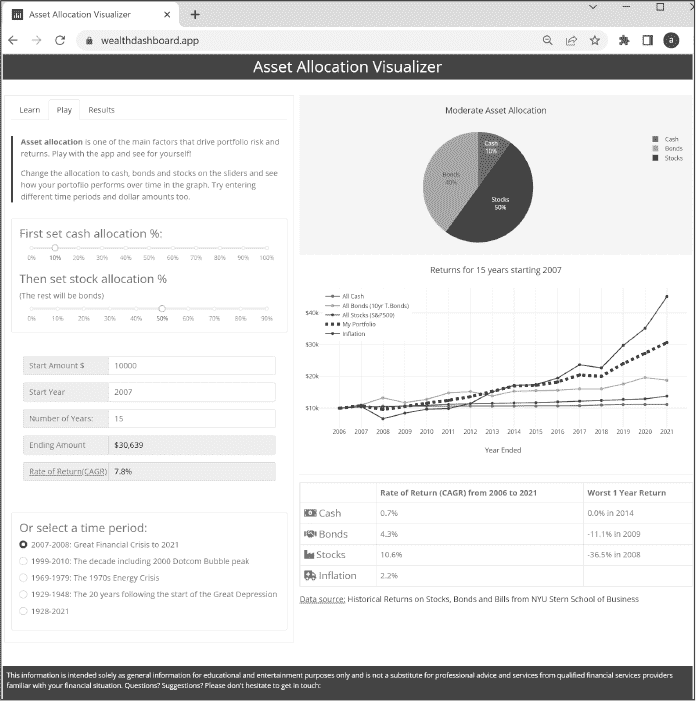 Asset Allocation Visualizer
wealthdashboard.app
a
Asset Allocation Visualizer
Learn Play Results
Asset allocation is one of the main factors that drive portfolio risk and
returns. Play with the app and see for yourself!
Change the allocation to cash, bonds and stocks on the sliders and see
how your portfolio performs over time in the graph. Try entering
different time periods and dollar amounts too.
First set cash allocation %:
0% 10% 20% 30% 40% 50% 60% 70% 80% 90% 100%
Then set stock allocation %
(The rest will be bonds)
0% 10% 20% 30% 40% 50% 60% 70% 80% 90%
Start Amount $ 10000
Start Year 2007
Number of Years: 15
Ending Amount $30,639
Rate of Return(CAGR) 7.8%
Or select a time period:
2007-2008: Great Financial Crisis to 2021
1999-2010: The decade including 2000 Dotcom Bubble peak
1969-1979: The 1970s Energy Crisis
1929-1948: The 20 years following the start of the Great Depression
1928-2021
Moderate Asset Allocation
Cash
10%
Bonds
40%
Stocks
50%
Cash
Bonds
Stocks
Returns for 15 years starting 2007
All Cash
All Bonds (10yr T.Bonds)
All Stocks (S&P500)
My Portfolio
Inflation
$40k
$30k
$20k
$10k
2006 2007 2008 2009 2010 2011 2012 2013 2014 2015 2016 2017 2018 2019 2020 2021
Year Ended
Rate of Return (CAGR) from 2006 to 2021 Worst 1 Year Return
Cash 0.7% 0.0% in 2014
Bonds 4.3% -11.1% in 2009
Stocks 10.6% -36.5% in 2008
Inflation 2.2%
Data source: Historical Returns on Stocks, Bonds and Bills from NYU Stern School of Business
This information is intended solely as general information for educational and entertainment purposes only and is not a substitute for professional advice and services from qualified financial services providers
familiar with your financial situation. Questions? Suggestions? Please don't hesitate to get in touch: